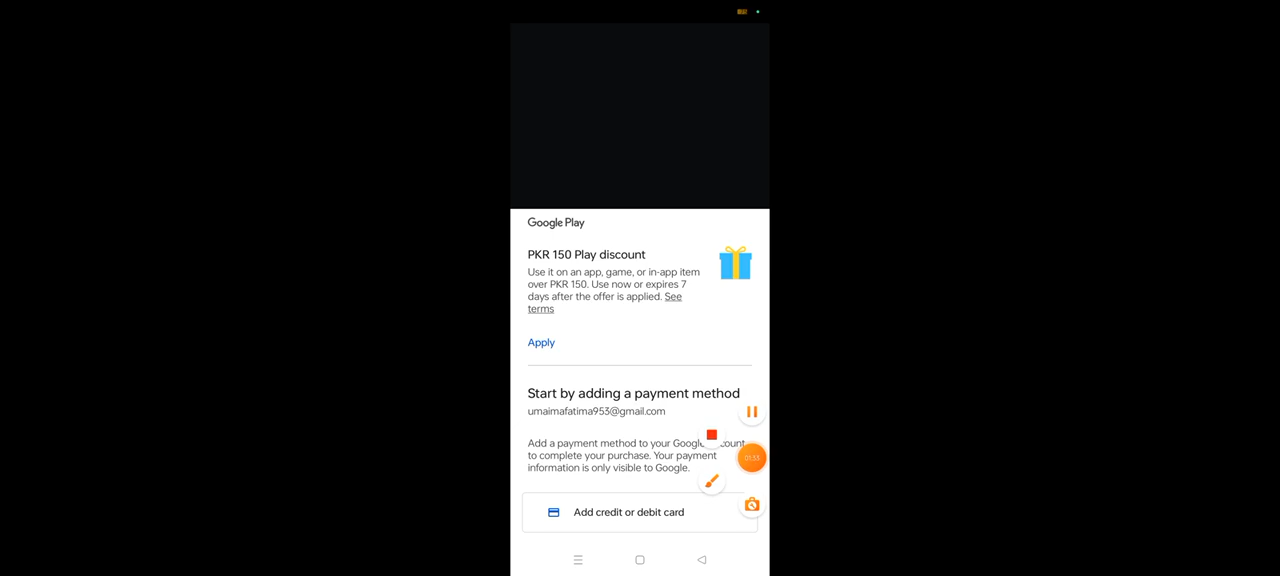 Google Play
PKR 150 Play discount
Use it on an app, game, or in-app item
over PKR 150. Use now or expires 7
days after the offer is applied. See
terms
Apply
Start by adding a payment method
umaimafatima953@gmail.com
Add a payment method to your Google
to complete your purchase. Your payment
information is only visible to Google.
01:53
Add credit or debit card